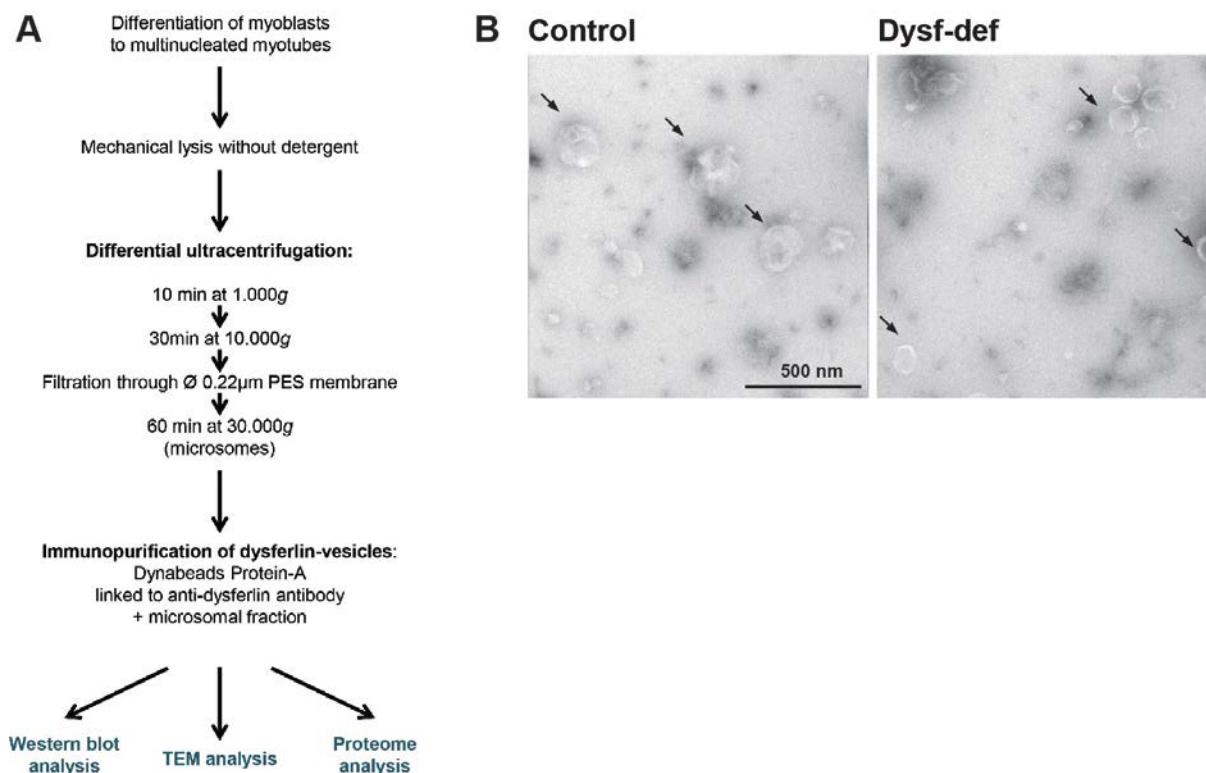 A
Differentiation of myoblasts
to multinucleated myotubes
Mechanical lysis without detergent
Differential ultracentrifugation:
10 min at 1.000g
30min at 10.000g
Filtration through Ø 0.22µm PES membrane
60 min at 30.000g
(microsomes)
Immunopurification of dysferlin-vesicles:
Dynabeads Protein-A
linked to anti-dysferlin antibody
+ microsomal fraction
Western blot
analysis
TEM analysis
Proteome
analysis
B
Control
Dysf-def
500 nm